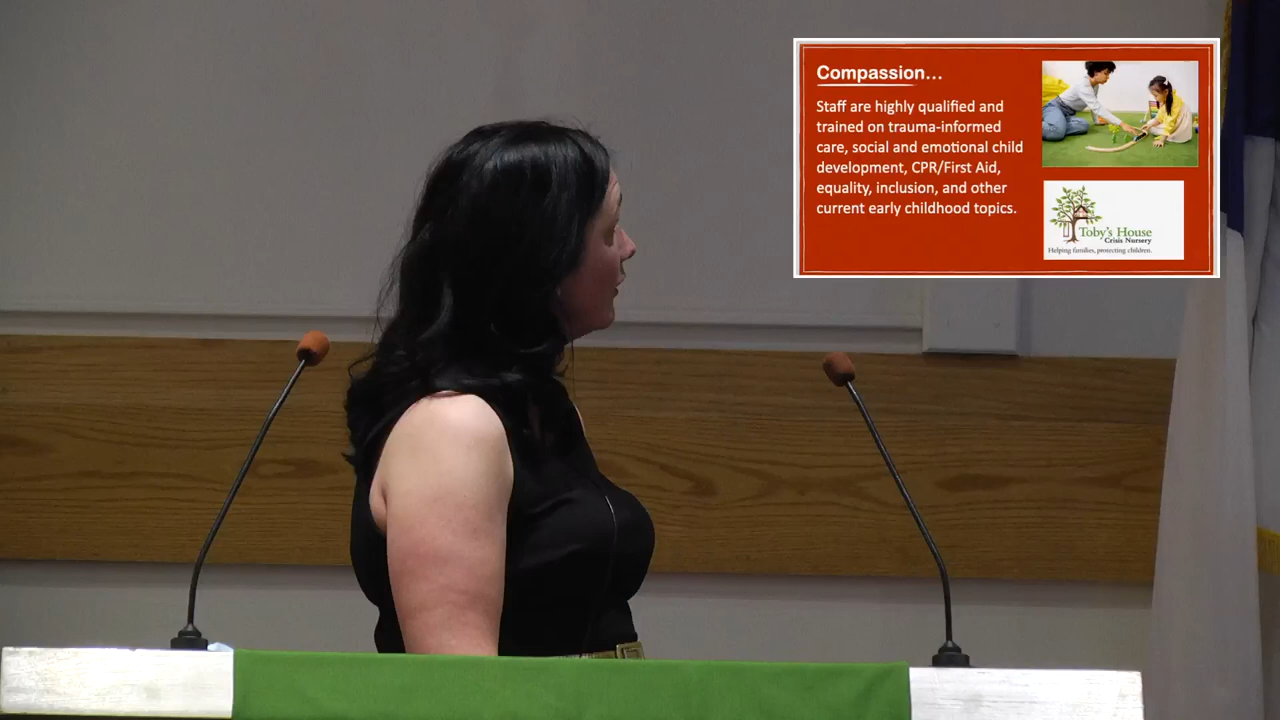 Compassion...
Staff are highly qualified and
trained on trauma-informed
care, social and emotional child
development, CPR/First Aid,
equality, inclusion, and other
current early childhood topics.
Toby's House
Crisis Nursery
Helping families, protecting children.